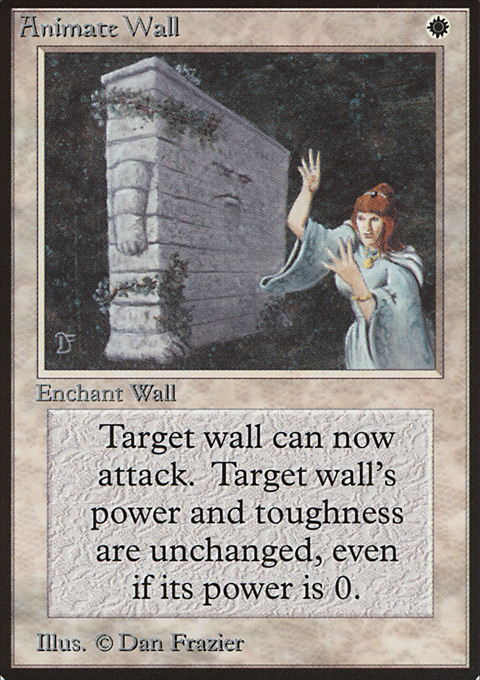 Animate Wall
DF
Enchant Wall
Target wall can now
attack. Target wall's
power and toughness
are unchanged, even
if its power is 0.
Illus. © Dan Frazier